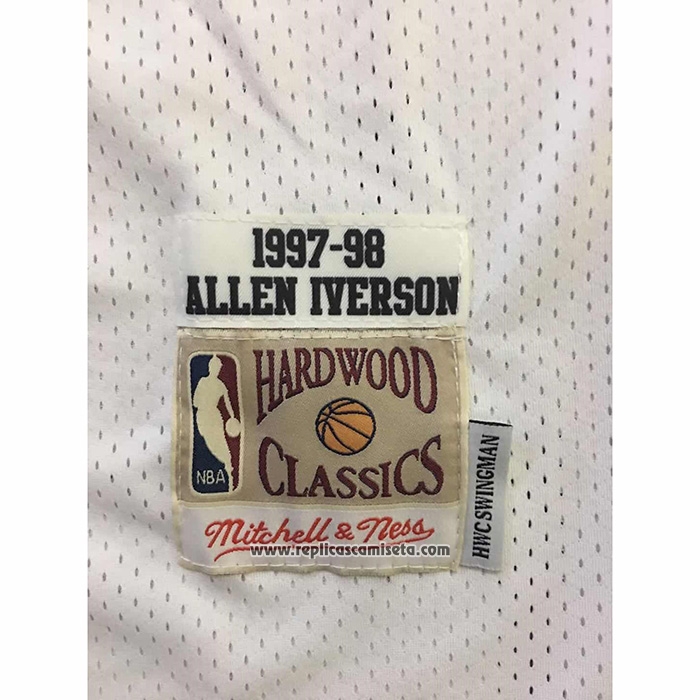 1997-98
ALLEN IVERSON
HARDWOOD
NBA
CLASSICS
Mitchell & Ness
www.replicascamiseta.com
HWC SWINGMAN